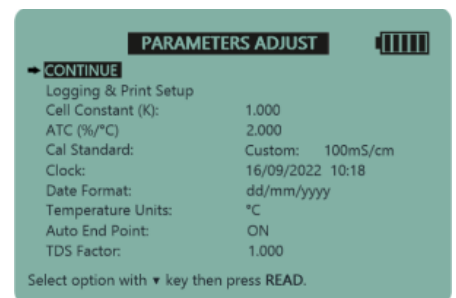 PARAMETERS ADJUST
➡ CONTINUE
Logging & Print Setup
Cell Constant (K): 1.000
ATC (%/°C) 2.000
Cal Standard: Custom: 100mS/cm
Clock: 16/09/2022 10:18
Date Format: dd/mm/yyyy
Temperature Units: °C
Auto End Point: ON
TDS Factor: 1.000
Select option with ▼ key then press READ.